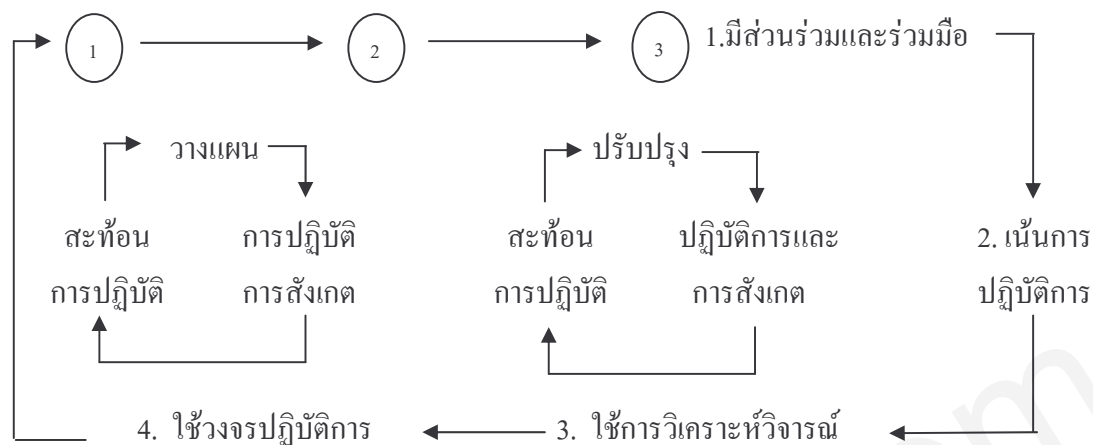 1 2 3 1.มีส่วนร่วมและร่วมมือ
วางแผน ปรับปรุง
สะท้อน การปฏิบัติ สะท้อน ปฏิบัติการและ 2. เน้นการ
การปฏิบัติ การสังเกต การปฏิบัติ การสังเกต ปฏิบัติการ
4. ใช้วงจรปฏิบัติการ 3. ใช้การวิเคราะห์วิจารณ์